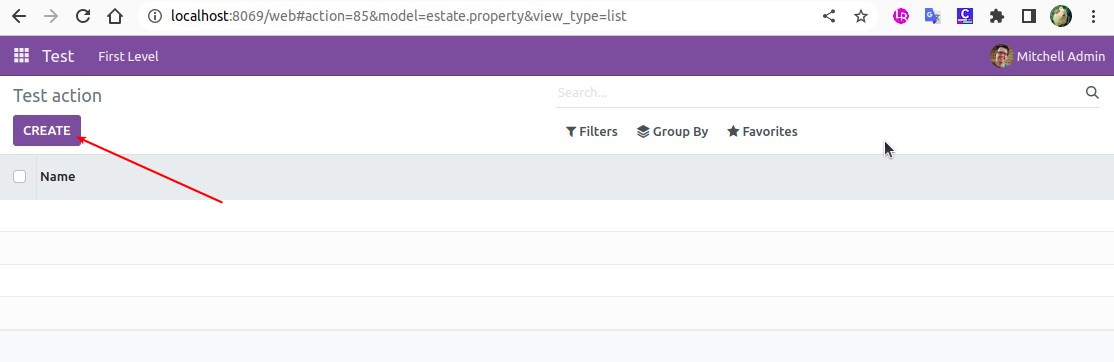 localhost:8069/web#action=85&model=estate.property&view_type=list
Test First Level Mitchell Admin
Test action Search...
CREATE Filters Group By Favorites
Name